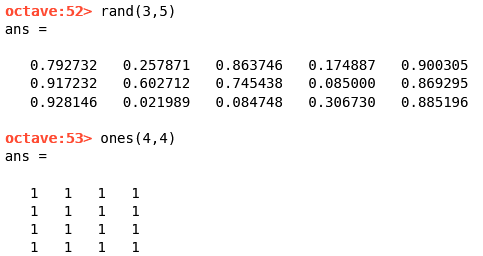 octave:52> rand(3,5)
ans =
0.792732 0.257871 0.863746 0.174887 0.900305
0.917232 0.602712 0.745438 0.085000 0.869295
0.928146 0.021989 0.084748 0.306730 0.885196
octave:53> ones(4,4)
ans =
1 1 1 1
1 1 1 1
1 1 1 1
1 1 1 1